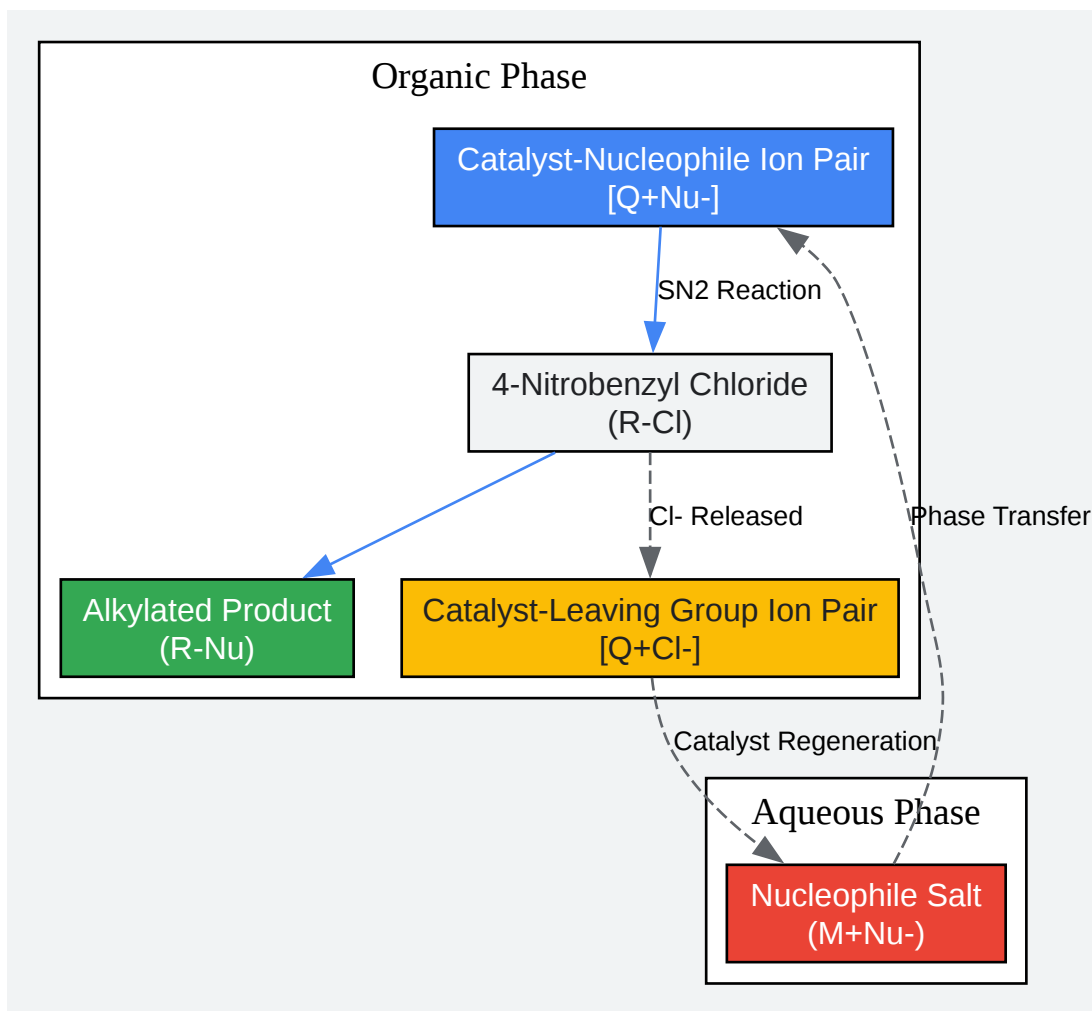 Organic Phase
Catalyst-Nucleophile Ion Pair
[Q+Nu-]
SN2 Reaction
4-Nitrobenzyl Chloride
(R-Cl)
Cl- Released
Phase Transfer
Alkylated Product
(R-Nu)
Catalyst-Leaving Group Ion Pair
[Q+Cl-]
Catalyst Regeneration
Aqueous Phase
Nucleophile Salt
(M+Nu-)